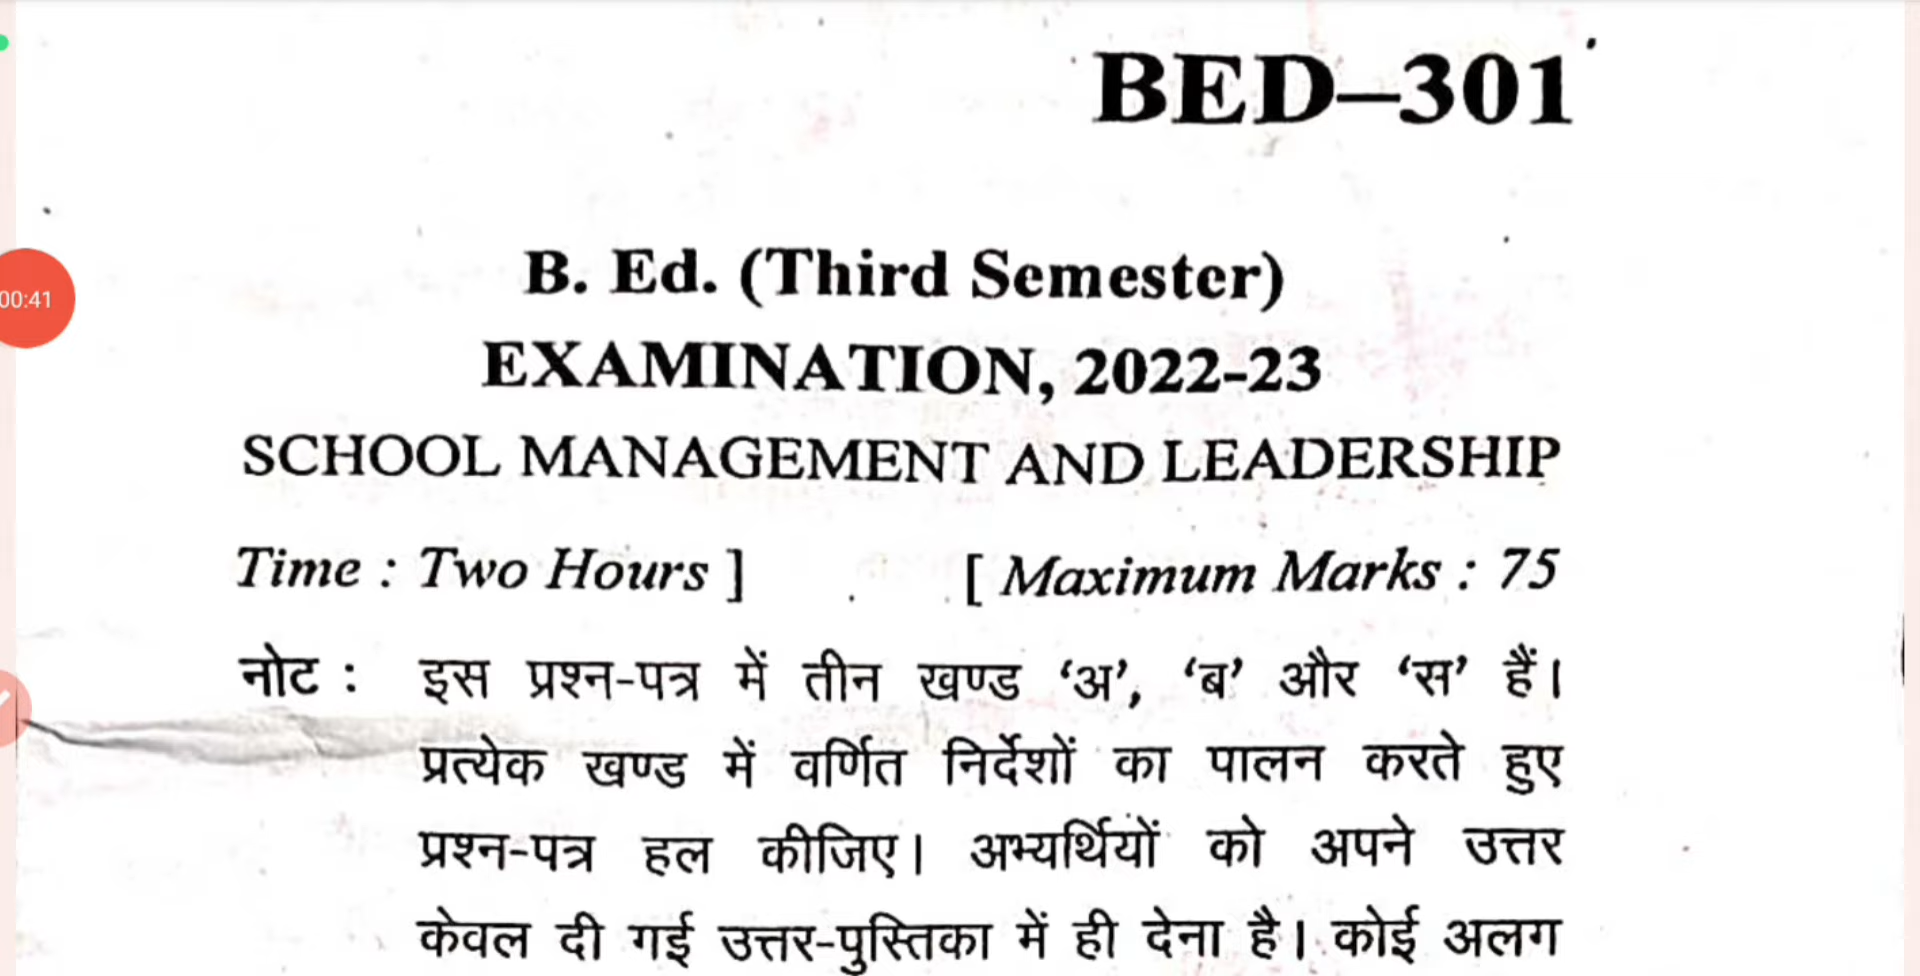 BED–301
B. Ed. (Third Semester)
00:41
EXAMINATION, 2022-23
SCHOOL MANAGEMENT AND LEADERSHIP
Time : Two Hours ] [ Maximum Marks : 75
नोट : इस प्रश्न-पत्र में तीन खण्ड ‘अ’, ‘ब’ और ‘स’ हैं।
प्रत्येक खण्ड में वर्णित निर्देशों का पालन करते हुए
प्रश्न-पत्र हल कीजिए। अभ्यर्थियों को अपने उत्तर
केवल दी गई उत्तर-पुस्तिका में ही देना है। कोई अलग